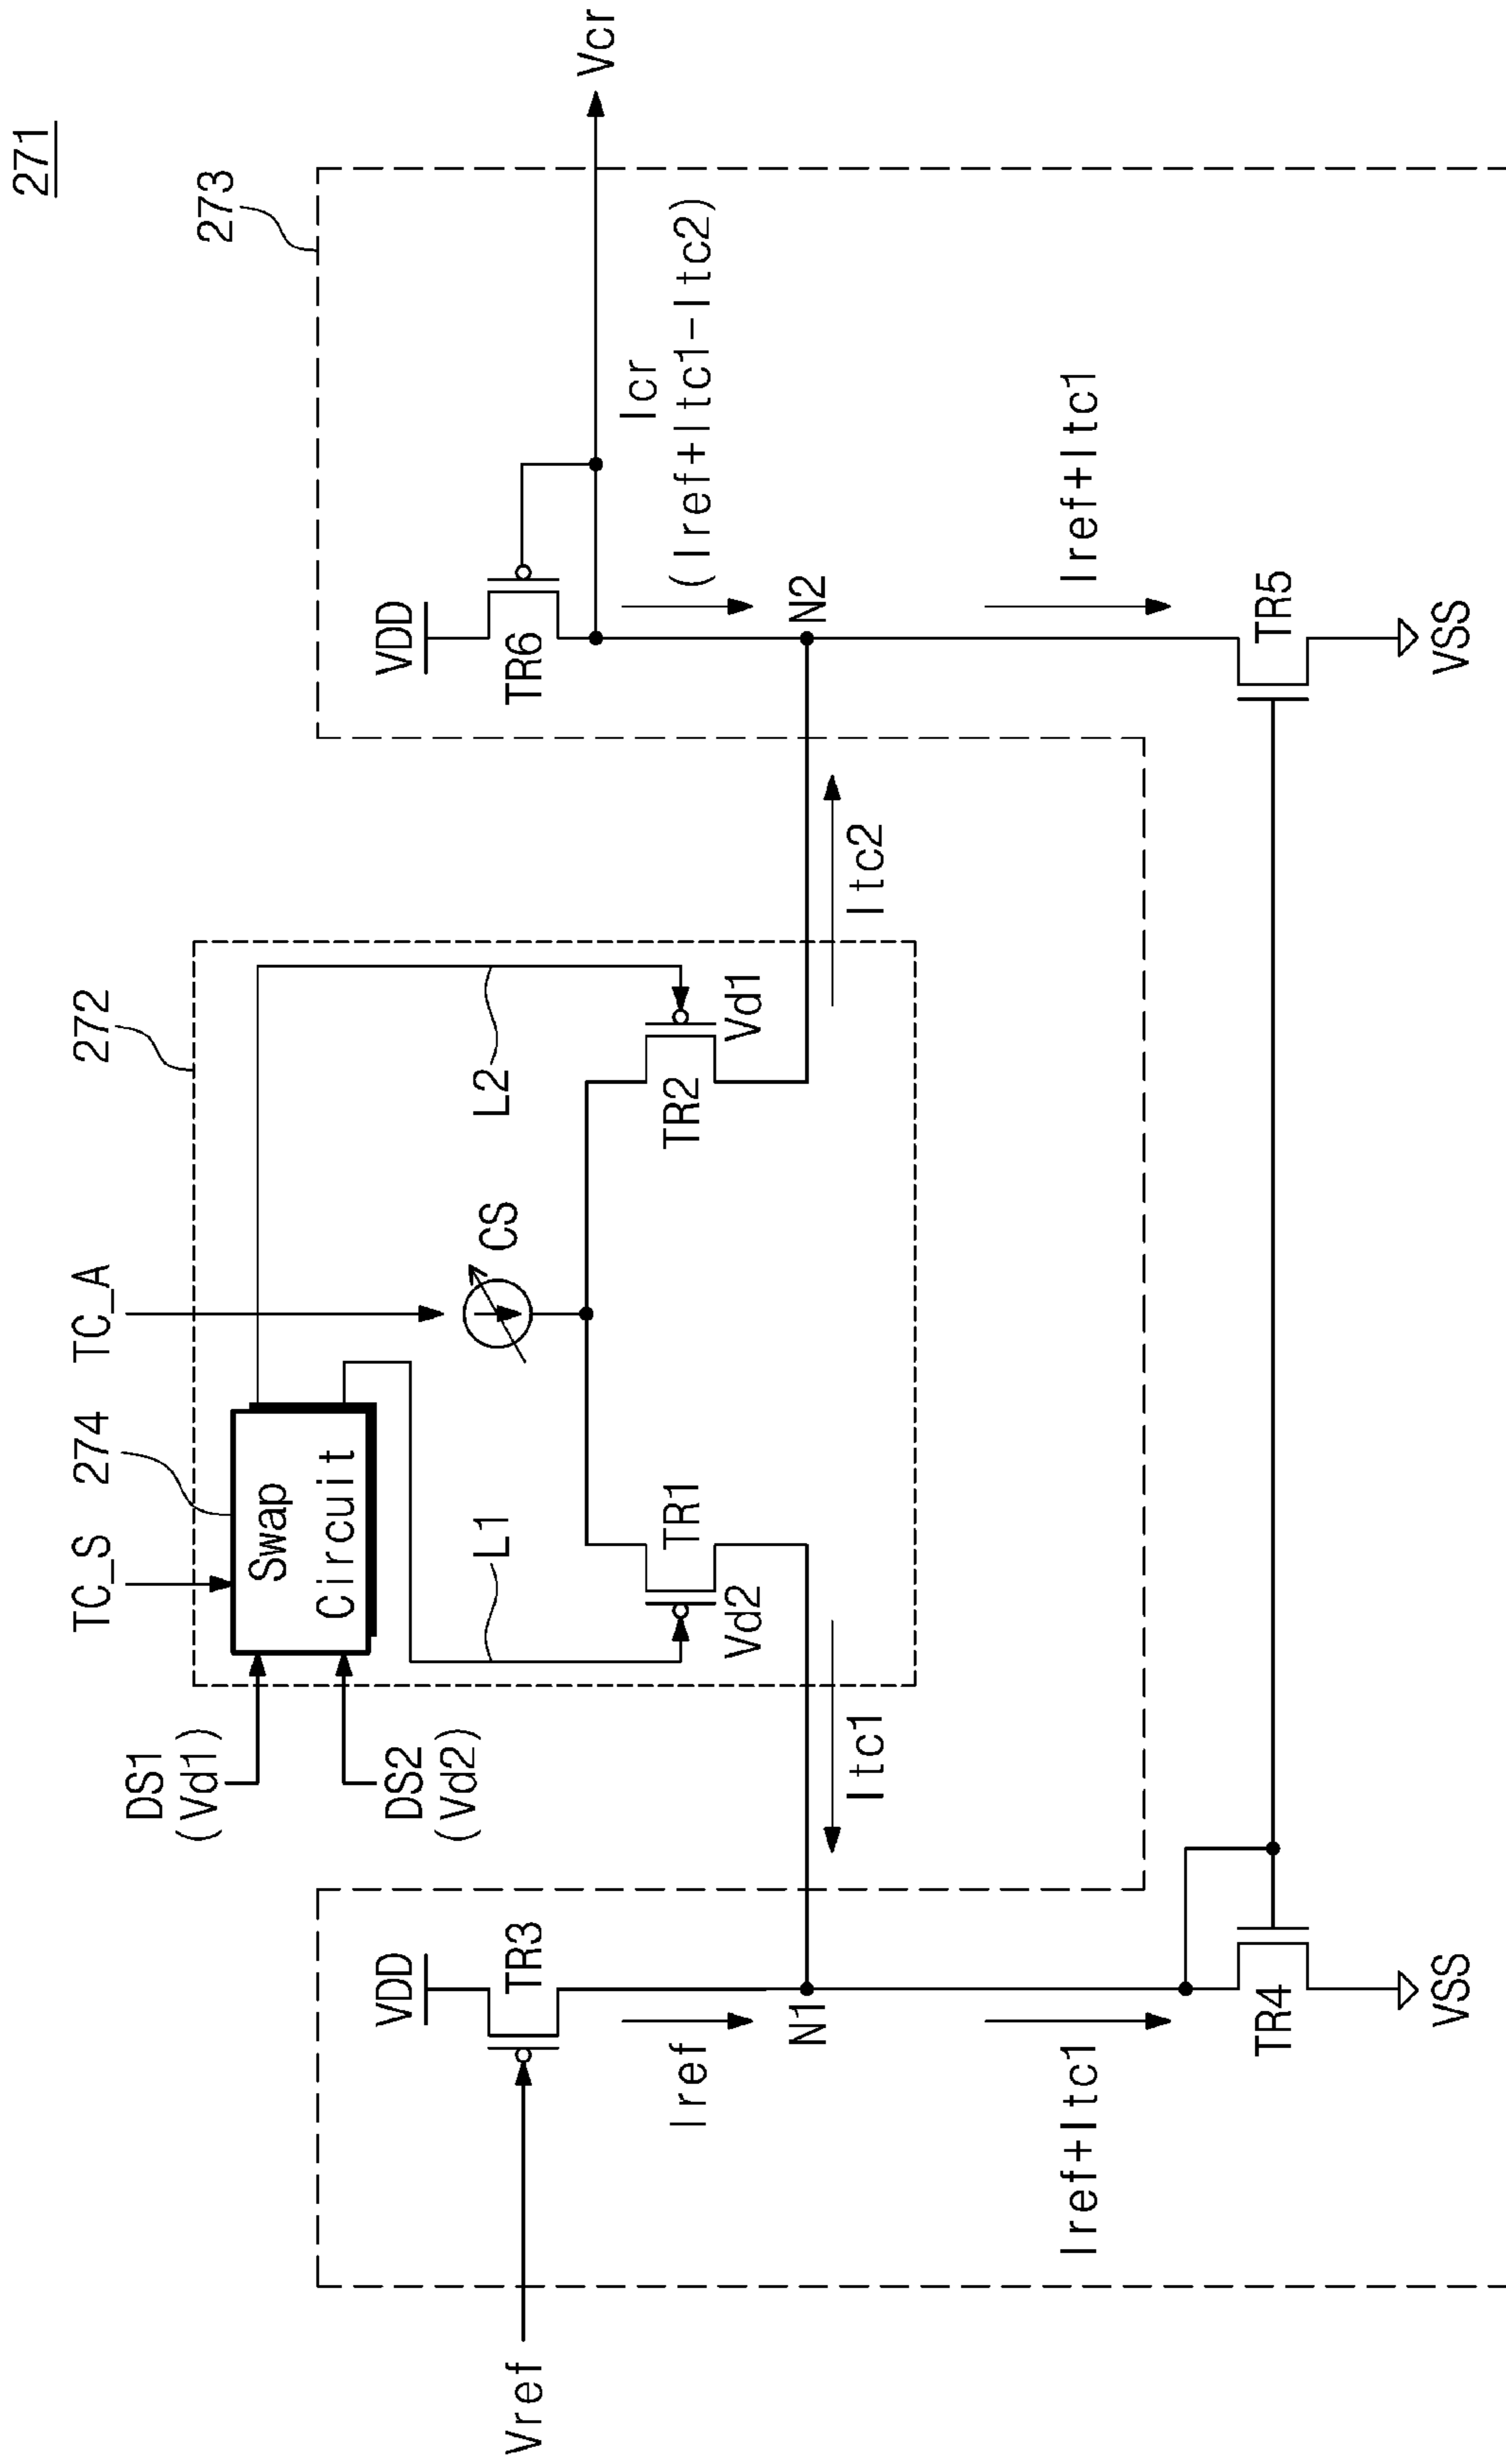 271
273
272
TC_S
274
TC_A
DS1
(Vd1)
DS2
(Vd2)
Swap
Circuit
L1
L2
CS
VDD
TR3
Vref
Iref
N1
TR1
Vd2
TR2
Vd1
VDD
TR6
Vcr
Icr
(Iref+Itc1-Itc2)
N2
Itc1
Itc2
Iref+Itc1
Iref+Itc1
TR4
TR5
VSS
VSS